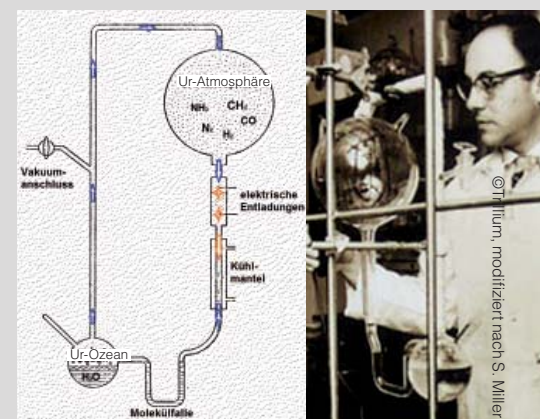 Ur-Atmosphäre
NH₃ CH₄
CO
N₂
H₂
Vakuum-
anschluss
elektrische
Entladungen
Kühl-
mantel
Ur-Ozean
H₂O
Molekülfalle
©Trifium, modifiziert nach S. Miller